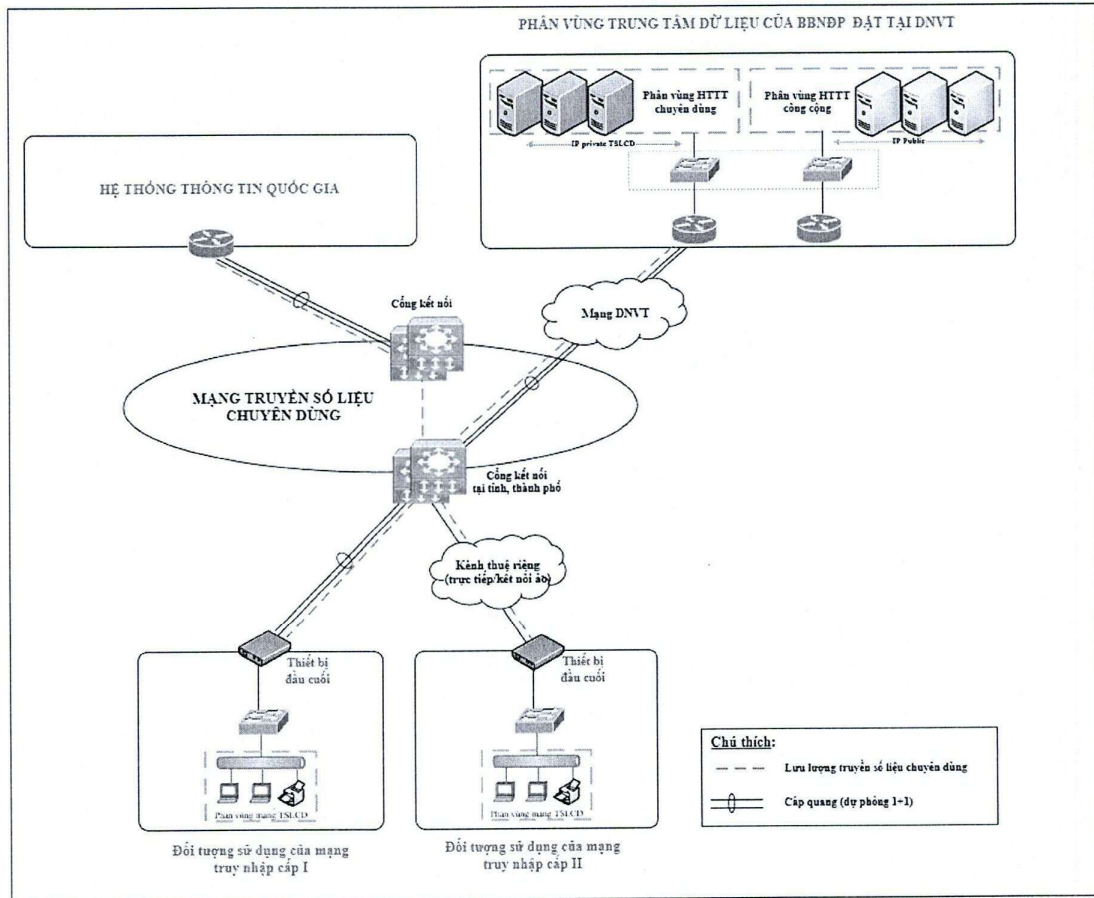 PHÂN VÙNG TRUNG TÂM DỮ LIỆU CỦA BBNĐP ĐẶT TẠI DNVT
Phân vùng HTTT
chuyên dùng
Phân vùng HTTT
công cộng
IP private TSLCD
IP Public
HỆ THỐNG THÔNG TIN QUỐC GIA
Cổng kết nối
Mạng DNVT
MẠNG TRUYỀN SỐ LIỆU
CHUYÊN DÙNG
Cổng kết nối
tại tỉnh, thành phố
Kênh thuê riêng
(trực tiếp/kết nối ảo)
Thiết bị
đầu cuối
Thiết bị
đầu cuối
Phân vùng mạng TSLCD
Phân vùng mạng TSLCD
Đối tượng sử dụng của mạng
truy nhập cấp I
Đối tượng sử dụng của mạng
truy nhập cấp II
Chú thích:
Lưu lượng truyền số liệu chuyên dùng
Cáp quang (dự phòng 1+1)